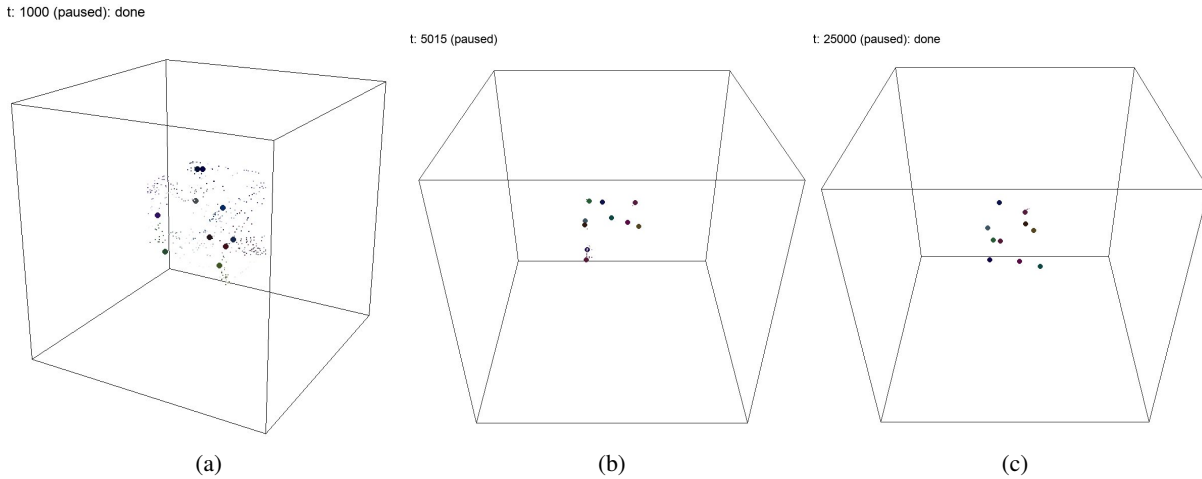 t: 1000 (paused): done
t: 5015 (paused)
t: 25000 (paused): done
(a)
(b)
(c)